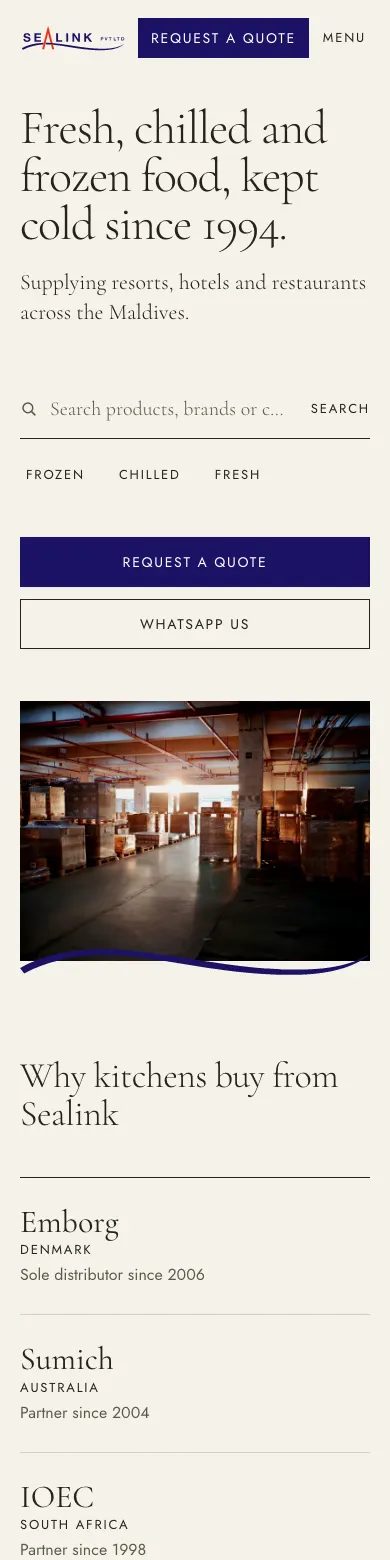 SEALINK PVT LTD
REQUEST A QUOTE
MENU
Fresh, chilled and
frozen food, kept
cold since 1994.
Supplying resorts, hotels and restaurants
across the Maldives.
Search products, brands or c...
SEARCH
FROZEN
CHILLED
FRESH
REQUEST A QUOTE
WHATSAPP US
Why kitchens buy from
Sealink
Emborg
DENMARK
Sole distributor since 2006
Sumich
AUSTRALIA
Partner since 2004
IOEC
SOUTH AFRICA
Partner since 1998